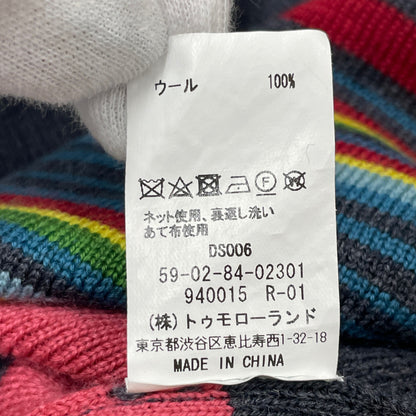 ウール 100%
ネット使用、裏返し洗い
あて布使用
DS006
59-02-84-02301
940015 R-01
(株)トゥモローランド
東京都渋谷区恵比寿西1-32-18
MADE IN CHINA